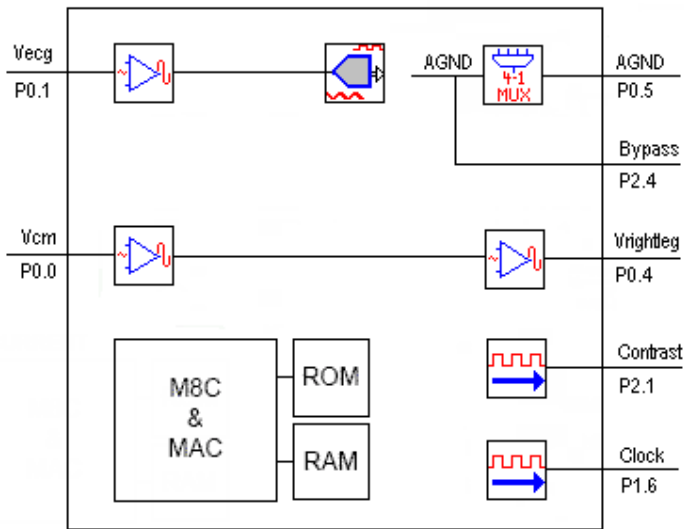 Vecg
P0.1
AGND
4-1
MUX
AGND
P0.5
Bypass
P2.4
Vcm
P0.0
Vrightleg
P0.4
M8C
&
MAC
ROM
RAM
Contrast
P2.1
Clock
P1.6